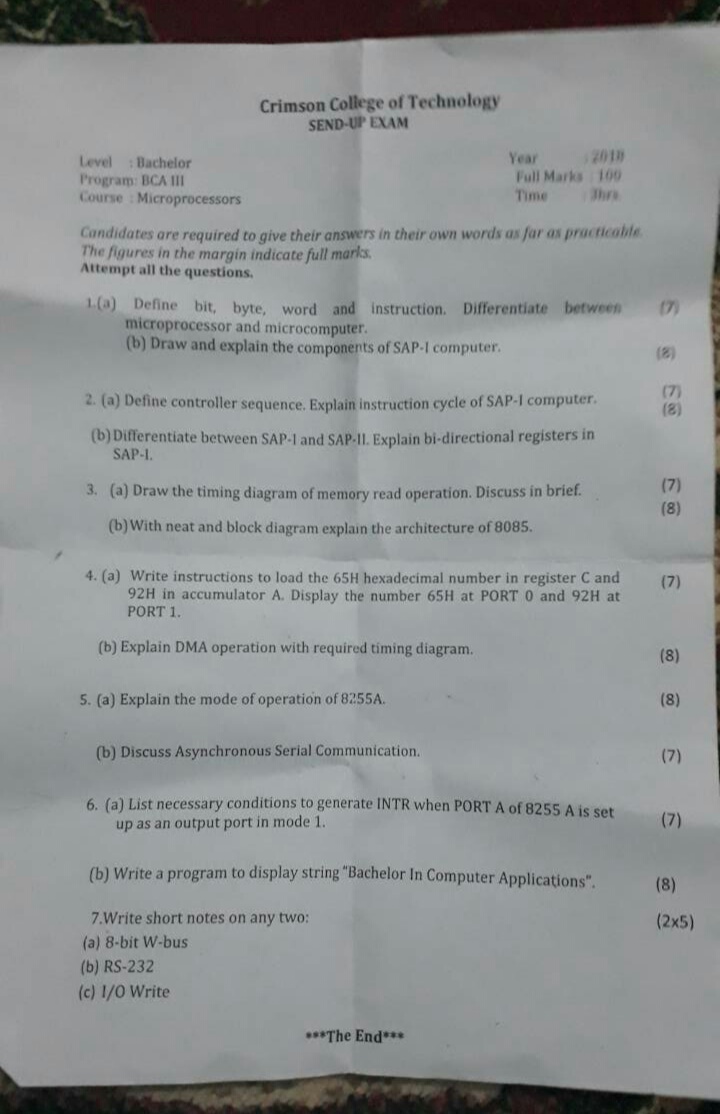 Crimson College of Technology
SEND-UP EXAM
Level : Bachelor
Program: BCA III
Course : Microprocessors
Year : 2018
Full Marks : 100
Time : 3hrs
Candidates are required to give their answers in their own words as far as practicable.
The figures in the margin indicate full marks.
Attempt all the questions.
1.(a) Define bit, byte, word and instruction. Differentiate between (7)
microprocessor and microcomputer.
(b) Draw and explain the components of SAP-I computer. (8)
2. (a) Define controller sequence. Explain instruction cycle of SAP-I computer. (7)
(8)
(b) Differentiate between SAP-I and SAP-II. Explain bi-directional registers in
SAP-I.
3. (a) Draw the timing diagram of memory read operation. Discuss in brief. (7)
(8)
(b) With neat and block diagram explain the architecture of 8085.
4. (a) Write instructions to load the 65H hexadecimal number in register C and (7)
92H in accumulator A. Display the number 65H at PORT 0 and 92H at
PORT 1.
(b) Explain DMA operation with required timing diagram. (8)
5. (a) Explain the mode of operation of 8255A. (8)
(b) Discuss Asynchronous Serial Communication. (7)
6. (a) List necessary conditions to generate INTR when PORT A of 8255 A is set
up as an output port in mode 1. (7)
(b) Write a program to display string "Bachelor In Computer Applications". (8)
7.Write short notes on any two: (2x5)
(a) 8-bit W-bus
(b) RS-232
(c) I/O Write
***The End***